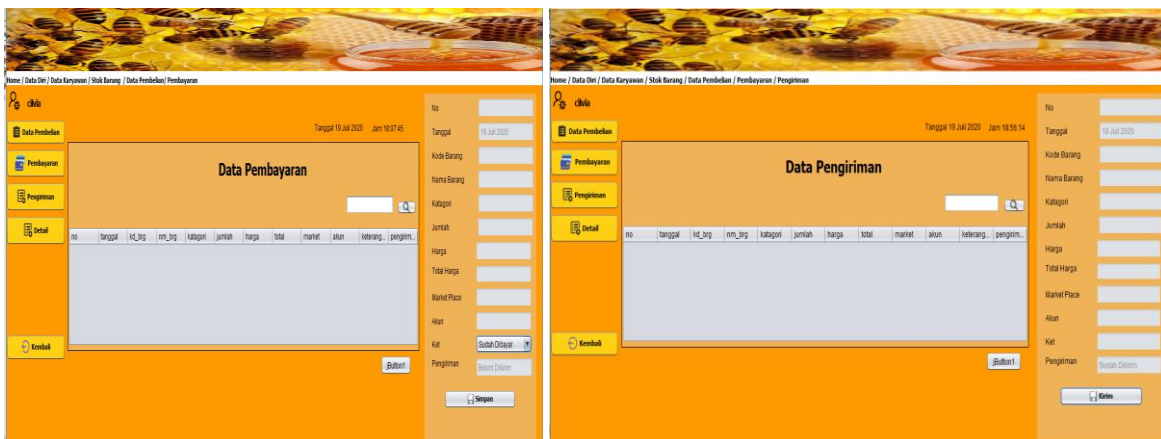 Home / Data Diri / Data Karyawan / Stok Barang / Data Pembelian/ Pembayaran
cilvia
Tanggal 19 Juli 2020 Jam 18:07:45
Data Pembelian
Pembayaran
Pengiriman
Detail
Kembali
Data Pembayaran
no tanggal kd_brg nm_brg katagori jumlah harga total market akun keterang... pengirim...
jButton1
No
Tanggal 19 Juli 2020
Kode Barang
Nama Barang
Katagori
Jumlah
Harga
Total Harga
Market Place
Akun
Ket Sudah Dibayar
Pengiriman Belum Dikirim
Simpan
Home / Data Diri / Data Karyawan / Stok Barang / Data Pembelian / Pembayaran / Pengiriman
cilvia
Tanggal 19 Juli 2020 Jam 18:56:14
Data Pembelian
Pembayaran
Pengiriman
Detail
Kembali
Data Pengiriman
no tanggal kd_brg nm_brg katagori jumlah harga total market akun keterang... pengirim...
jButton1
No
Tanggal 19 Juli 2020
Kode Barang
Nama Barang
Katagori
Jumlah
Harga
Total Harga
Market Place
Akun
Ket
Pengiriman Sudah Dikirim
Kirim